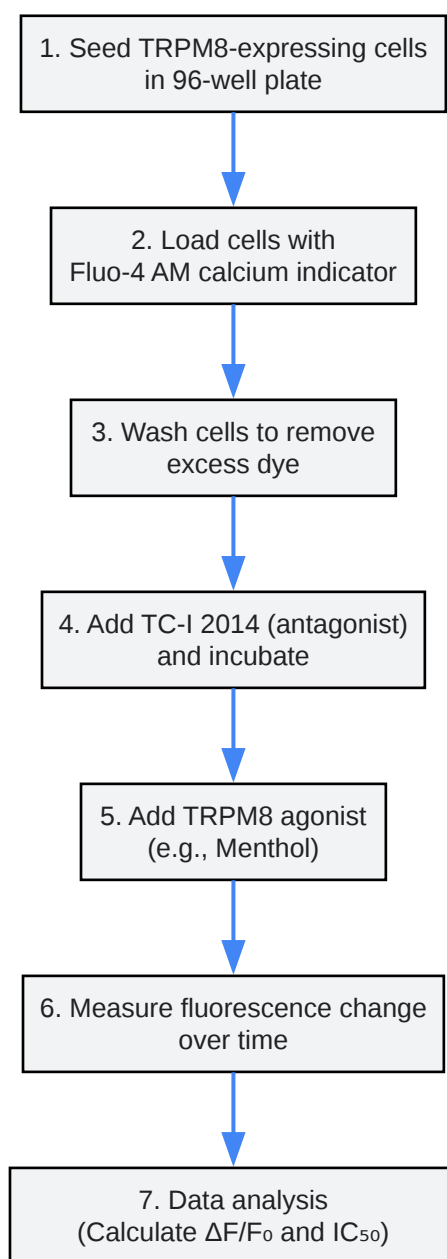 1. Seed TRPM8-expressing cells
in 96-well plate
2. Load cells with
Fluo-4 AM calcium indicator
3. Wash cells to remove
excess dye
4. Add TC-I 2014 (antagonist)
and incubate
5. Add TRPM8 agonist
(e.g., Menthol)
6. Measure fluorescence change
over time
7. Data analysis
(Calculate ΔF/F₀ and IC₅₀)